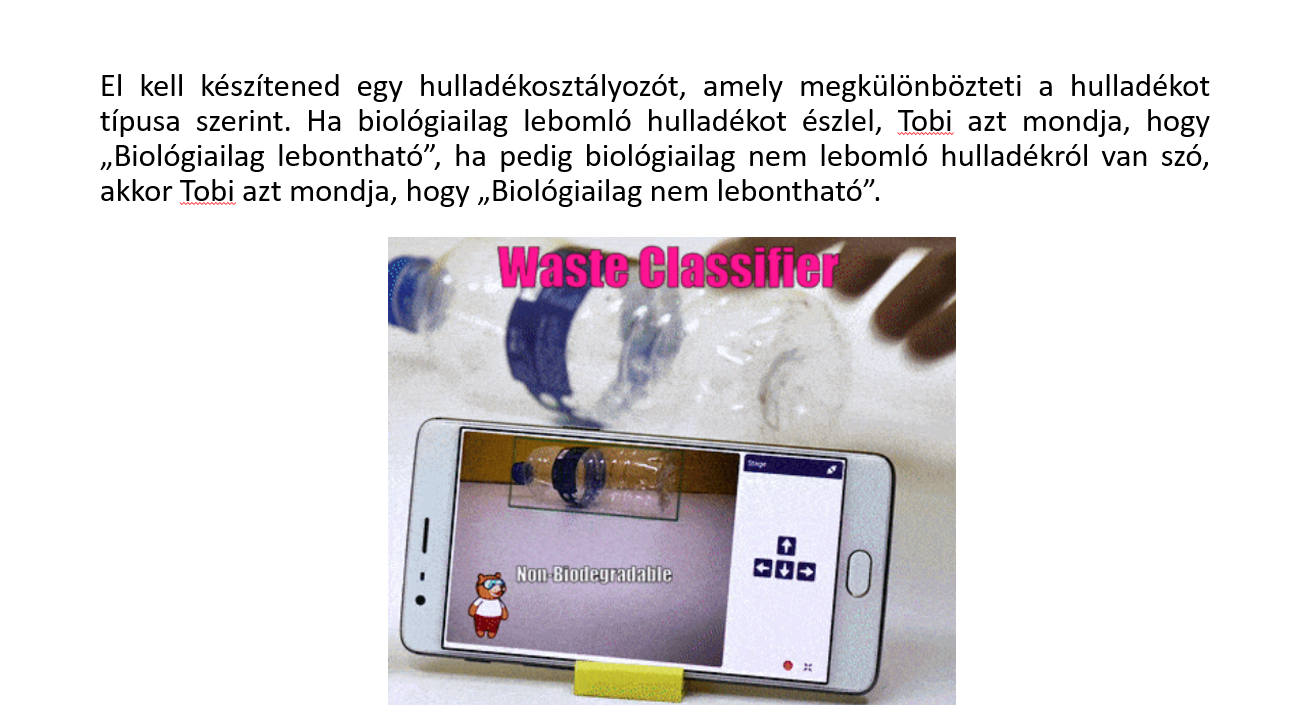 El kell készítened egy hulladékosztályozót, amely megkülönbözteti a hulladékot
típusa szerint. Ha biológiailag lebomló hulladékot észlel, Tobi azt mondja, hogy
„Biológiailag lebontható”, ha pedig biológiailag nem lebomló hulladékról van szó,
akkor Tobi azt mondja, hogy „Biológiailag nem lebontható”.
Waste Classifier
Stage
Non-Biodegradable